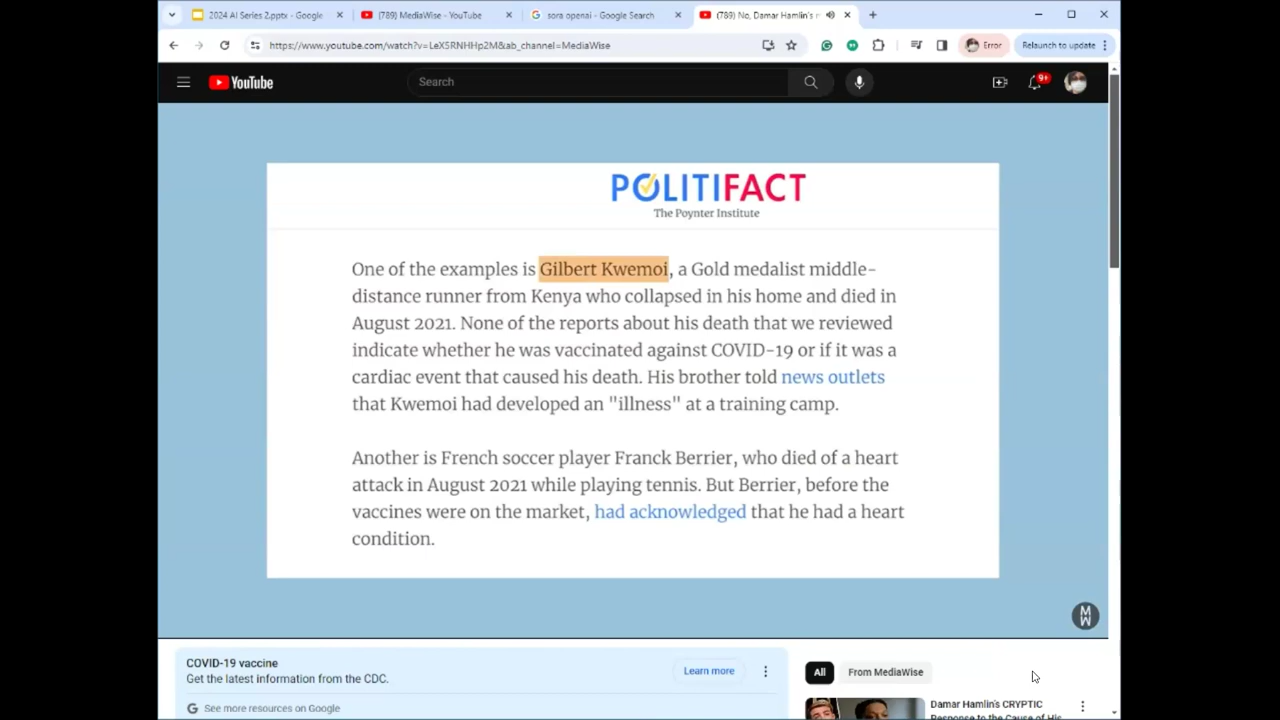 2024 AI Series 2.pptx - Google
(789) MediaWise - YouTube
sora openai - Google Search
(789) No, Damar Hamlin's m
https://www.youtube.com/watch?v=LeX5RNHHp2M&ab_channel=MediaWise
Error
Relaunch to update
YouTube
Search
9+
POLITIFACT
The Poynter Institute
One of the examples is Gilbert Kwemoi, a Gold medalist middle-
distance runner from Kenya who collapsed in his home and died in
August 2021. None of the reports about his death that we reviewed
indicate whether he was vaccinated against COVID-19 or if it was a
cardiac event that caused his death. His brother told news outlets
that Kwemoi had developed an "illness" at a training camp.
Another is French soccer player Franck Berrier, who died of a heart
attack in August 2021 while playing tennis. But Berrier, before the
vaccines were on the market, had acknowledged that he had a heart
condition.
MW
COVID-19 vaccine
Get the latest information from the CDC.
Learn more
See more resources on Google
All
From MediaWise
Damar Hamlin's CRYPTIC
Response to the Cause of His